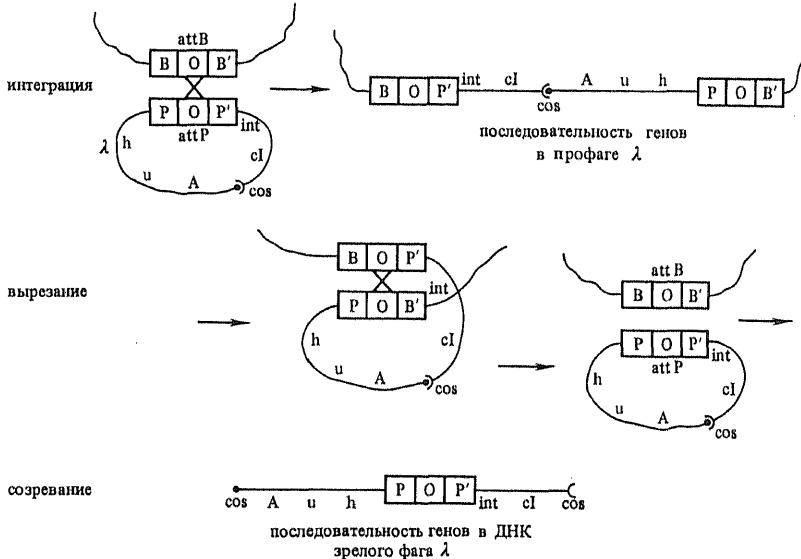 attB
B O B′
интеграция
P O P′
attP
int
λ h
cI
u A
cos
B O P′
int cI A u h
P O B′
cos
последовательность генов
в профаге λ
вырезание
B O P′
P O B′
int
h
cI
u A
cos
attB
B O B′
P O P′
attP
int
h
cI
u A
cos
созревание
P O P′
cos A u h int cI cos
последовательность генов в ДНК
зрелого фага λ